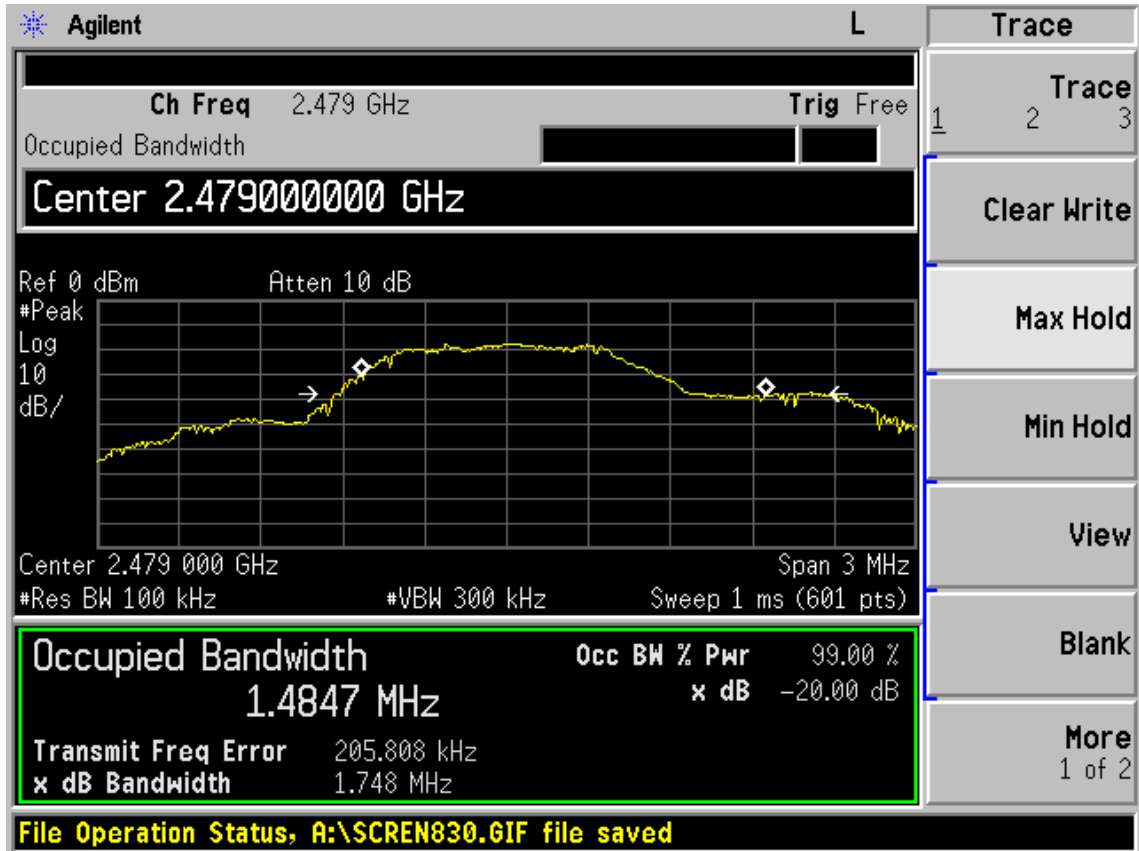 Agilent
L
Trace
Ch Freq 2.479 GHz
Trig Free
Occupied Bandwidth
Center 2.479000000 GHz
Ref 0 dBm
Atten 10 dB
#Peak
Log
10
dB/
Center 2.479 000 GHz
Span 3 MHz
#Res BW 100 kHz
#VBW 300 kHz
Sweep 1 ms (601 pts)
Occupied Bandwidth
1.4847 MHz
Occ BW % Pwr 99.00 %
x dB -20.00 dB
Transmit Freq Error 205.808 kHz
x dB Bandwidth 1.748 MHz
File Operation Status, A:\SCREN830.GIF file saved
Trace
1 2 3
Clear Write
Max Hold
Min Hold
View
Blank
More
1 of 2